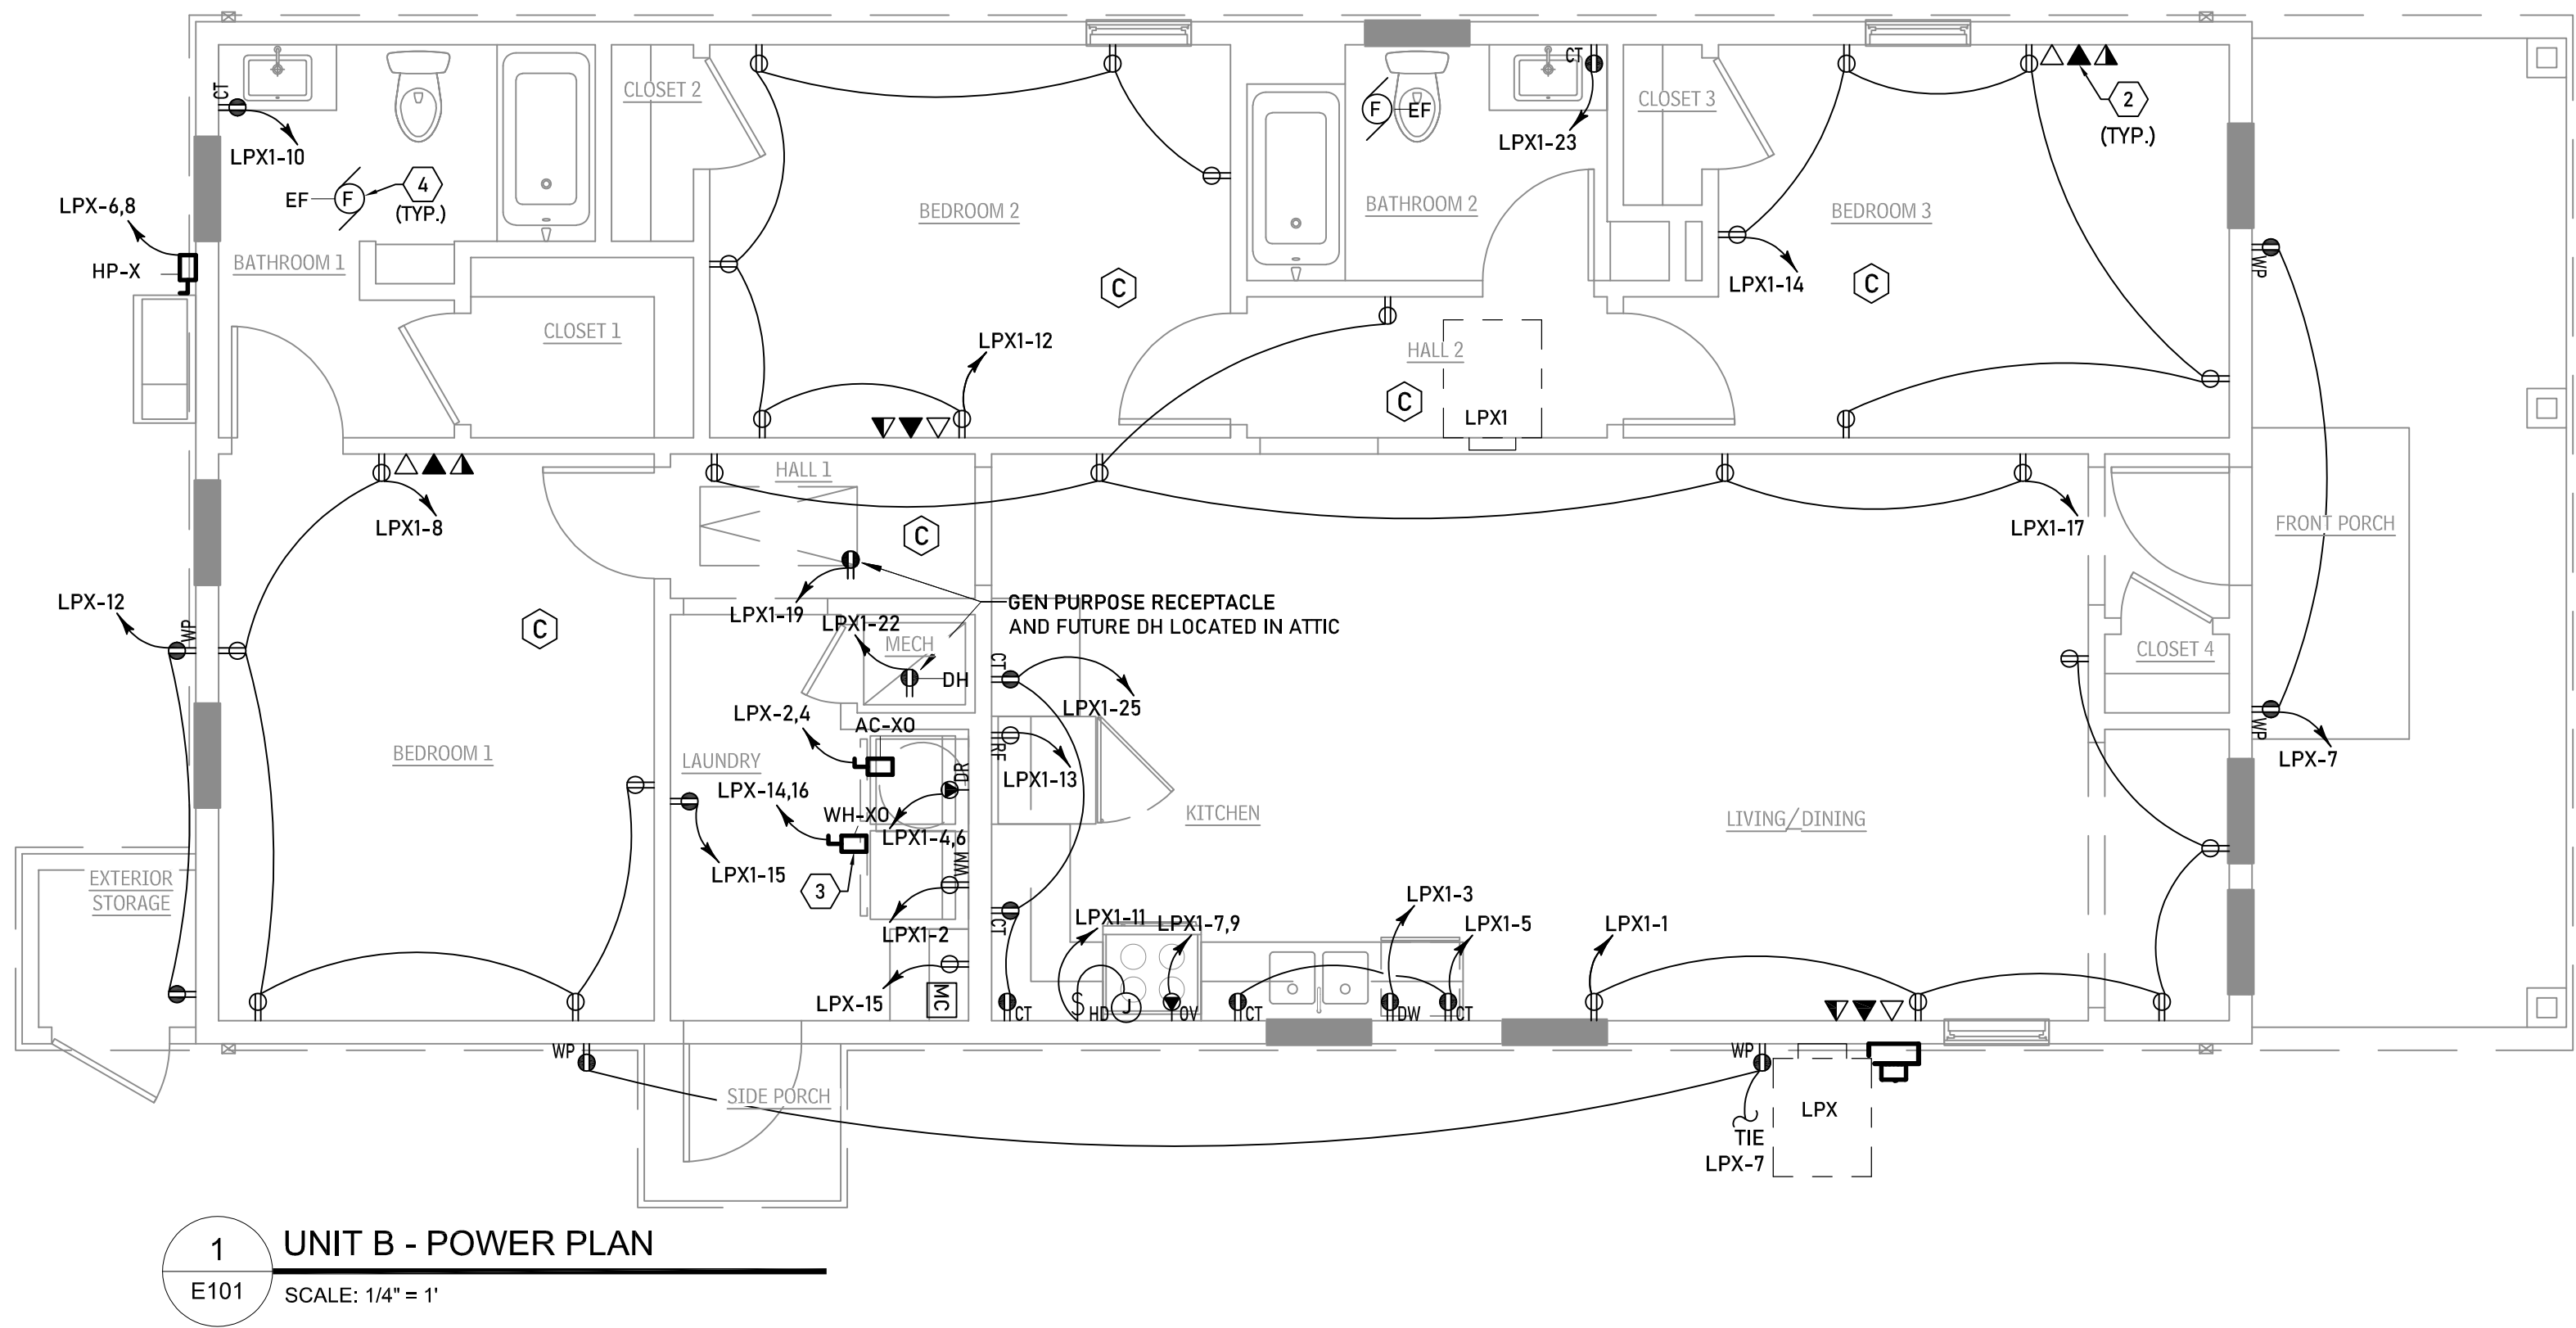 CT
CLOSET 2
CT
CLOSET 3
2
(TYP.)
F
EF
LPX1-10
LPX1-23
4
(TYP.)
EF
F
LPX-6,8
BEDROOM 2
BATHROOM 2
BEDROOM 3
HP-X
BATHROOM 1
C
LPX1-14
C
WP
CLOSET 1
LPX1-12
HALL 2
C
LPX1
HALL 1
LPX1-8
C
LPX1-17
FRONT PORCH
LPX-12
WP
C
LPX1-19
GEN PURPOSE RECEPTACLE
AND FUTURE DH LOCATED IN ATTIC
LPX1-22
MECH
CT
CLOSET 4
DH
LPX-2,4
AC-XO
LPX1-25
WP
BEDROOM 1
LAUNDRY
DR
RF
LPX1-13
LPX-7
LPX-14,16
WH-XO
KITCHEN
LIVING/DINING
LPX1-4,6
MW
LPX1-15
3
EXTERIOR
STORAGE
LPX1-2
CT
LPX1-11
LPX1-7,9
LPX1-3
LPX1-5
LPX1-1
LPX-15
MC
CT
S
HD
J
OV
CT
DW
CT
WP
WP
SIDE PORCH
LPX
TIE
LPX-7
1
E101
UNIT B - POWER PLAN
SCALE: 1/4" = 1'